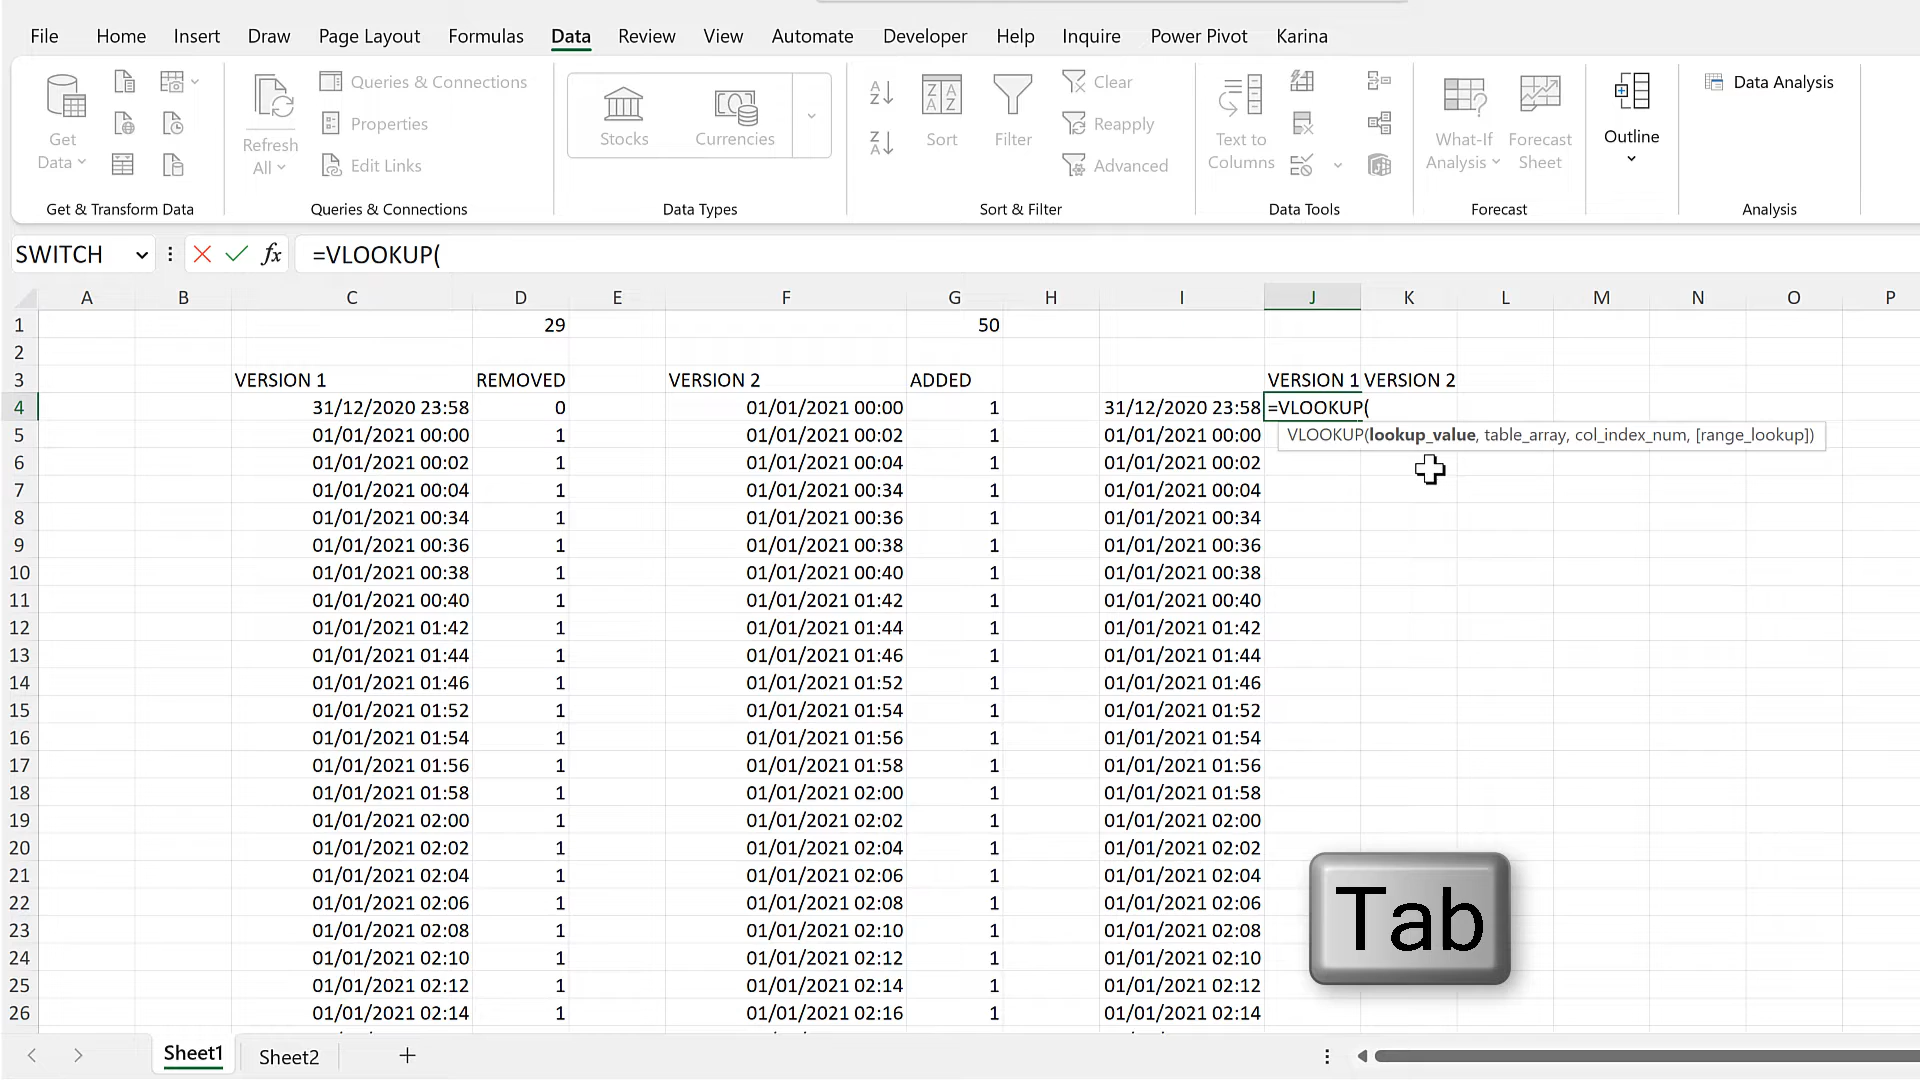 File Home Insert Draw Page Layout Formulas Data Review View Automate Developer Help Inquire Power Pivot Karina
Get Data
Refresh All
Queries & Connections
Properties
Edit Links
Stocks
Currencies
Sort
Filter
Clear
Reapply
Advanced
Text to Columns
What-If Analysis
Forecast Sheet
Outline
Data Analysis
Get & Transform Data Queries & Connections Data Types Sort & Filter Data Tools Forecast Analysis
SWITCH fx =VLOOKUP(
A B C D E F G H I J K L M N O P
1 29 50
2
3 VERSION 1 REMOVED VERSION 2 ADDED VERSION 1 VERSION 2
4 31/12/2020 23:58 0 01/01/2021 00:00 1 31/12/2020 23:58 =VLOOKUP(
5 01/01/2021 00:00 1 01/01/2021 00:02 1 01/01/2021 00:00 VLOOKUP(lookup_value, table_array, col_index_num, [range_lookup])
6 01/01/2021 00:02 1 01/01/2021 00:04 1 01/01/2021 00:02
7 01/01/2021 00:04 1 01/01/2021 00:34 1 01/01/2021 00:04
8 01/01/2021 00:34 1 01/01/2021 00:36 1 01/01/2021 00:34
9 01/01/2021 00:36 1 01/01/2021 00:38 1 01/01/2021 00:36
10 01/01/2021 00:38 1 01/01/2021 00:40 1 01/01/2021 00:38
11 01/01/2021 00:40 1 01/01/2021 01:42 1 01/01/2021 00:40
12 01/01/2021 01:42 1 01/01/2021 01:44 1 01/01/2021 01:42
13 01/01/2021 01:44 1 01/01/2021 01:46 1 01/01/2021 01:44
14 01/01/2021 01:46 1 01/01/2021 01:52 1 01/01/2021 01:46
15 01/01/2021 01:52 1 01/01/2021 01:54 1 01/01/2021 01:52
16 01/01/2021 01:54 1 01/01/2021 01:56 1 01/01/2021 01:54
17 01/01/2021 01:56 1 01/01/2021 01:58 1 01/01/2021 01:56
18 01/01/2021 01:58 1 01/01/2021 02:00 1 01/01/2021 01:58
19 01/01/2021 02:00 1 01/01/2021 02:02 1 01/01/2021 02:00
20 01/01/2021 02:02 1 01/01/2021 02:04 1 01/01/2021 02:02
21 01/01/2021 02:04 1 01/01/2021 02:06 1 01/01/2021 02:04
22 01/01/2021 02:06 1 01/01/2021 02:08 1 01/01/2021 02:06
23 01/01/2021 02:08 1 01/01/2021 02:10 1 01/01/2021 02:08
24 01/01/2021 02:10 1 01/01/2021 02:12 1 01/01/2021 02:10
25 01/01/2021 02:12 1 01/01/2021 02:14 1 01/01/2021 02:12
26 01/01/2021 02:14 1 01/01/2021 02:16 1 01/01/2021 02:14
Tab
Sheet1 Sheet2